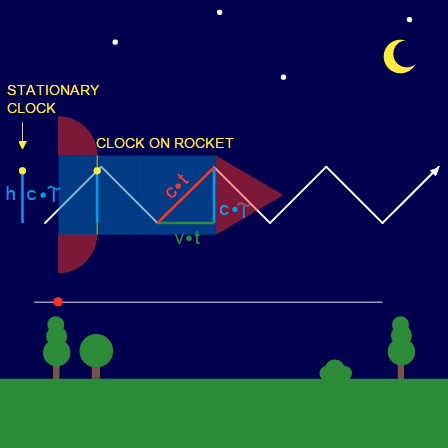 STATIONARY
CLOCK
CLOCK ON ROCKET
h c•τ
c•t
c•τ
v•t